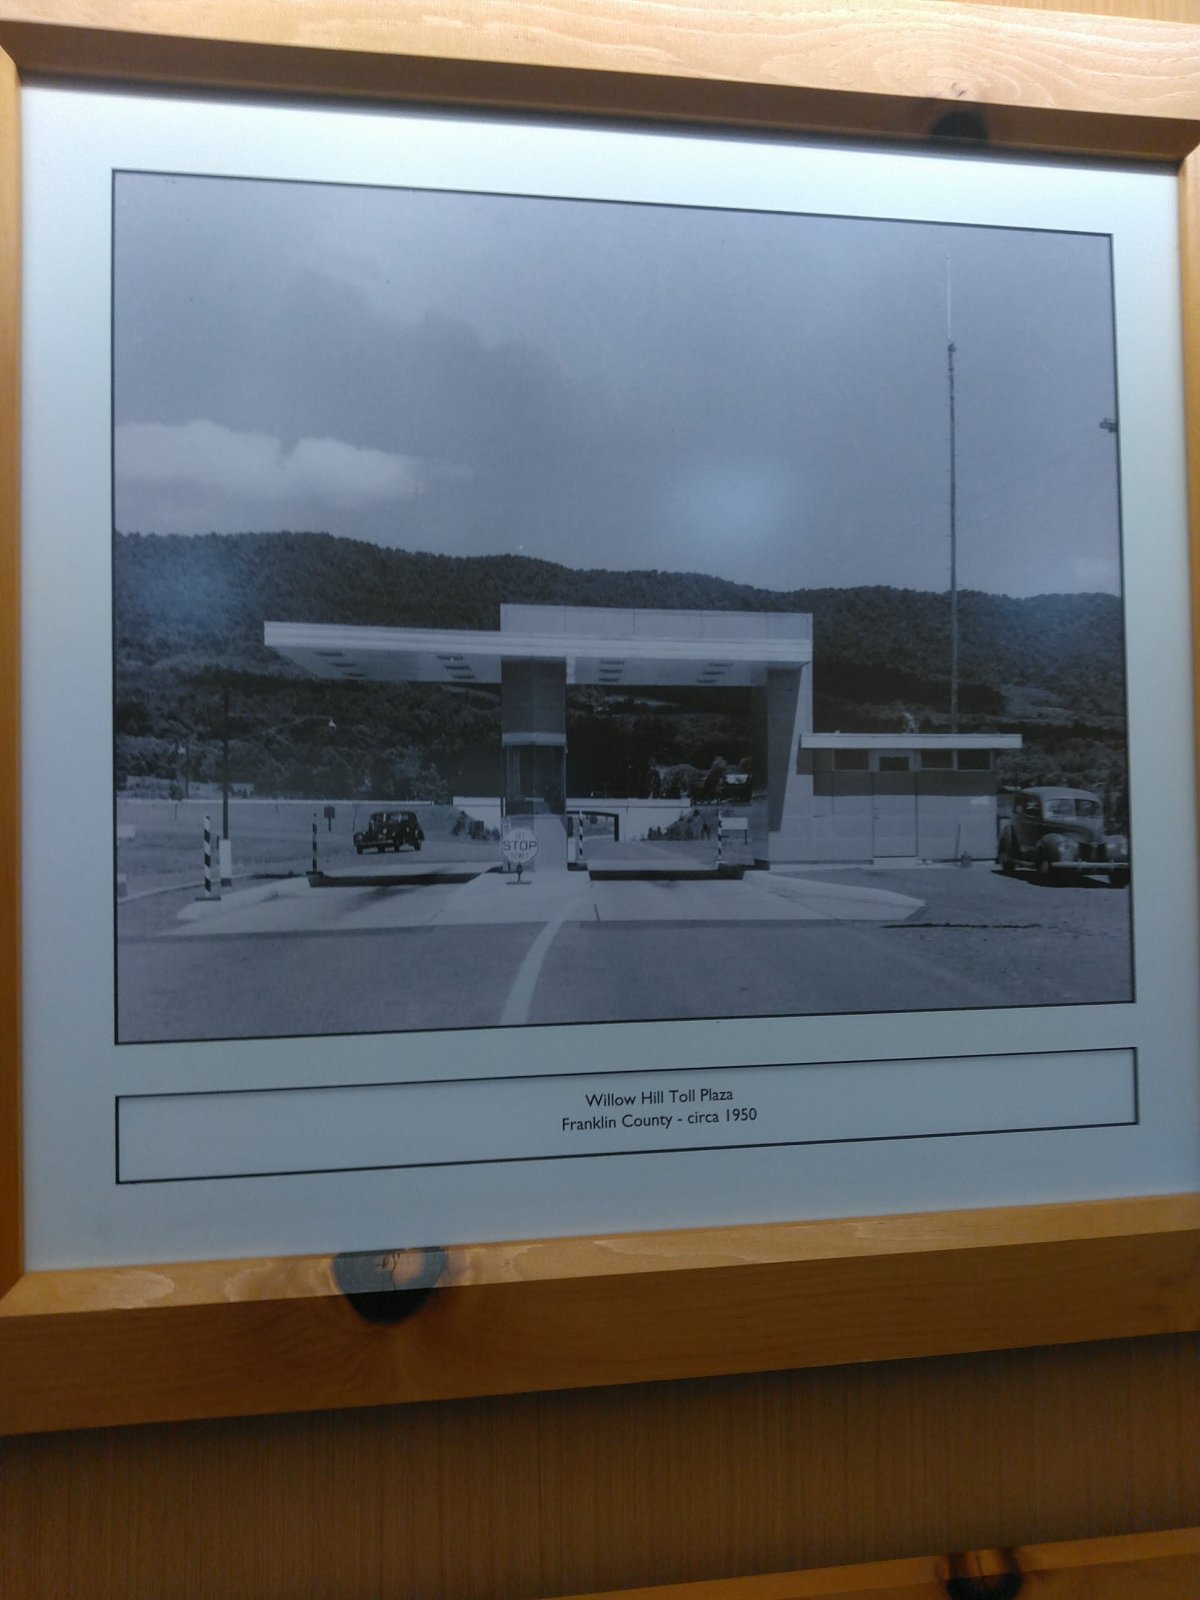 STOP
Willow Hill Toll Plaza
Franklin County - circa 1950